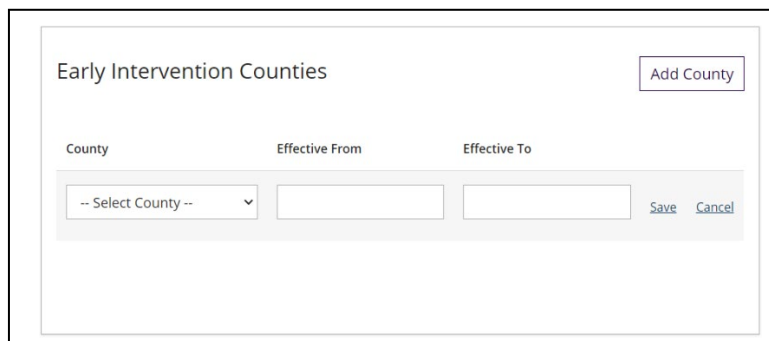 Early Intervention Counties
Add County
County Effective From Effective To
-- Select County -- Save Cancel